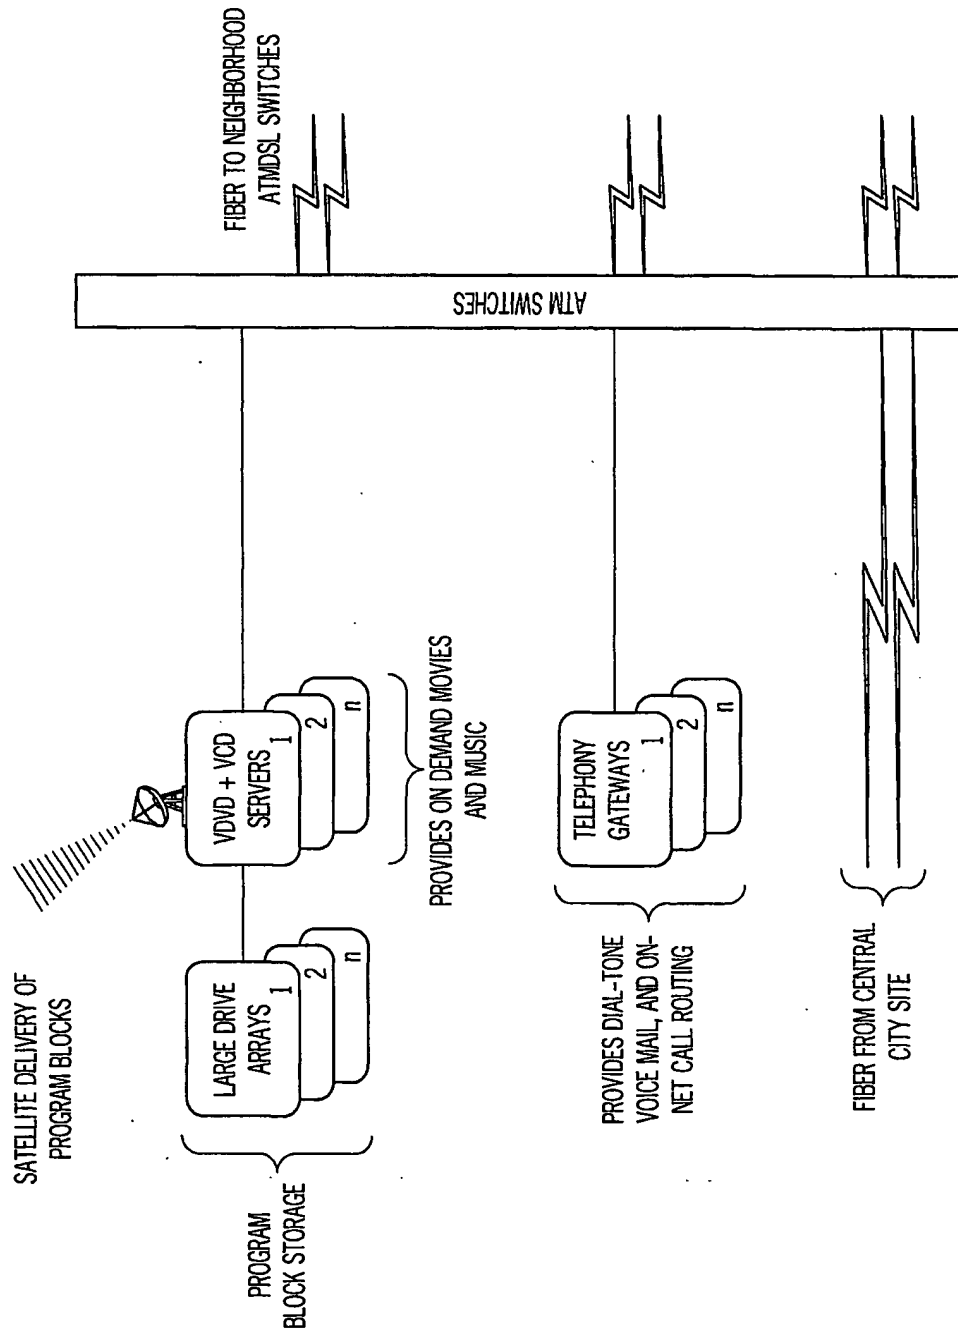 SATELLITE DELIVERY OF
PROGRAM BLOCKS
FIBER TO NEIGHBORHOOD
ATMDSL SWITCHES
PROGRAM
BLOCK STORAGE
LARGE DRIVE
ARRAYS
1
2
n
VDVD + VCD
SERVERS
1
2
n
PROVIDES ON DEMAND MOVIES
AND MUSIC
ATM SWITCHES
PROVIDES DIAL-TONE
VOICE MAIL, AND ON-
NET CALL ROUTING
TELEPHONY
GATEWAYS
1
2
n
FIBER FROM CENTRAL
CITY SITE